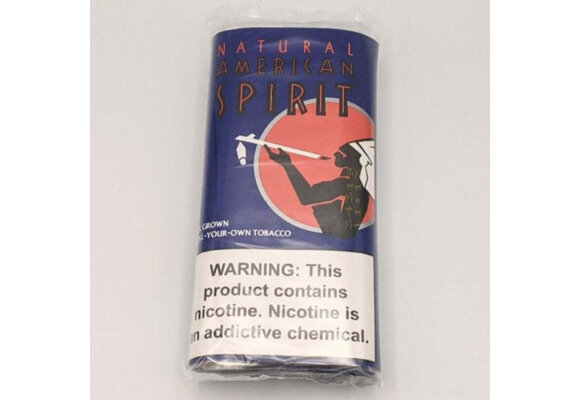 NATURAL
AMERICAN
SPIRIT
GROWN
-YOUR-OWN TOBACCO
WARNING: This
product contains
nicotine. Nicotine is
an addictive chemical.